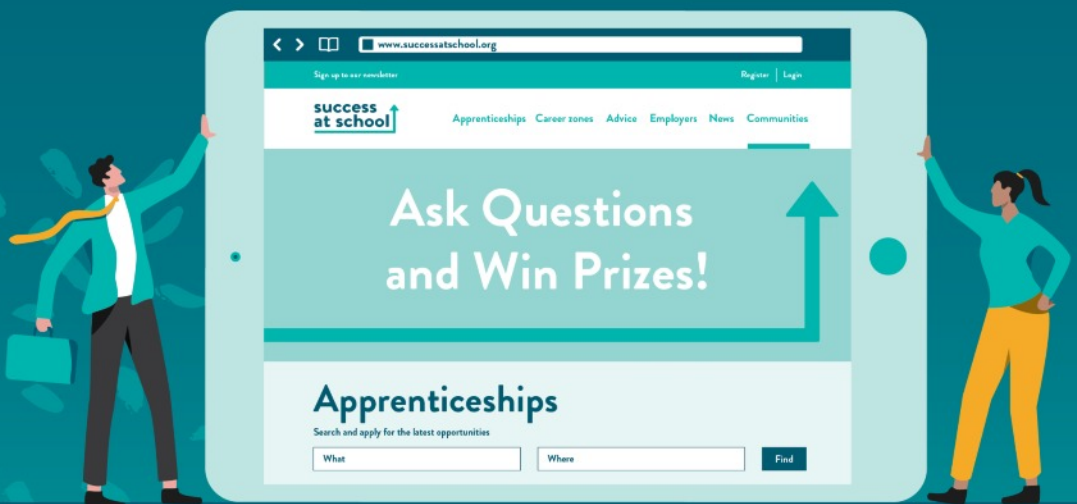 www.successatschool.org
Sign up to our newsletter
Register | Login
success
at school
Apprenticeships Career zones Advice Employers News Communities
Ask Questions
and Win Prizes!
Apprenticeships
Search and apply for the latest opportunities
What Where Find